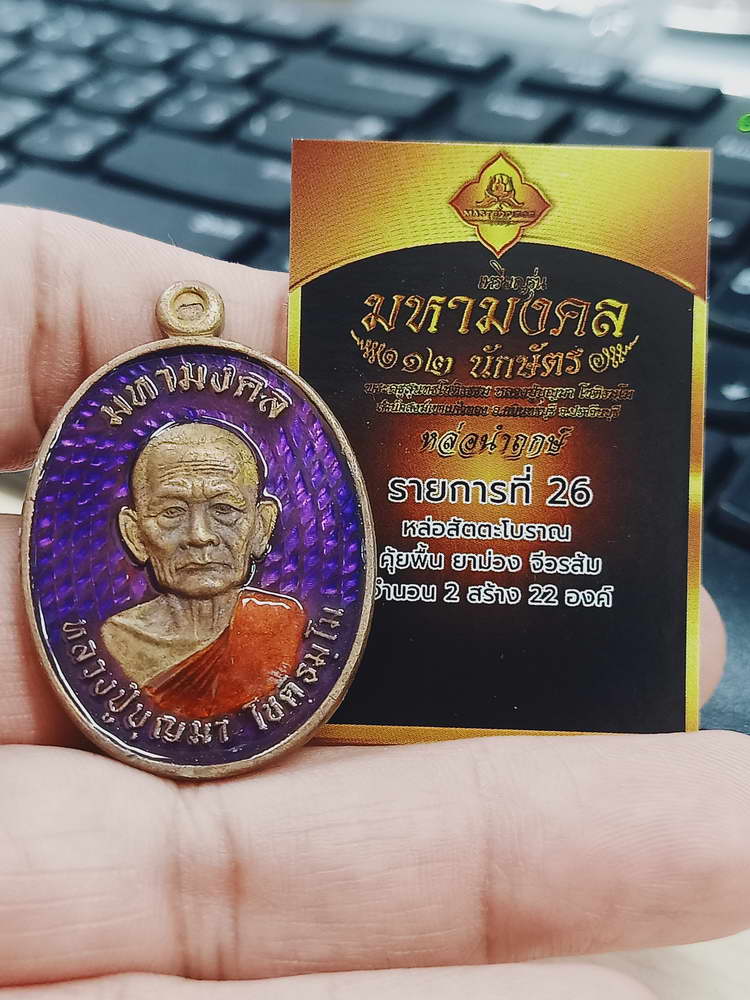 มหามงคล
หลวงปู่บุญมา โชติธมฺโม
MASTERPIECE
เหรียญรุ่น
มหามงคล
๑๒ นักษัตร
หล่อนำฤกษ์
รายการที่ 26
หล่อสัตตะโบราณ
คุ้ยพื้น ยาม่วง จีวรส้ม
จำนวน 2 สร้าง 22 องค์